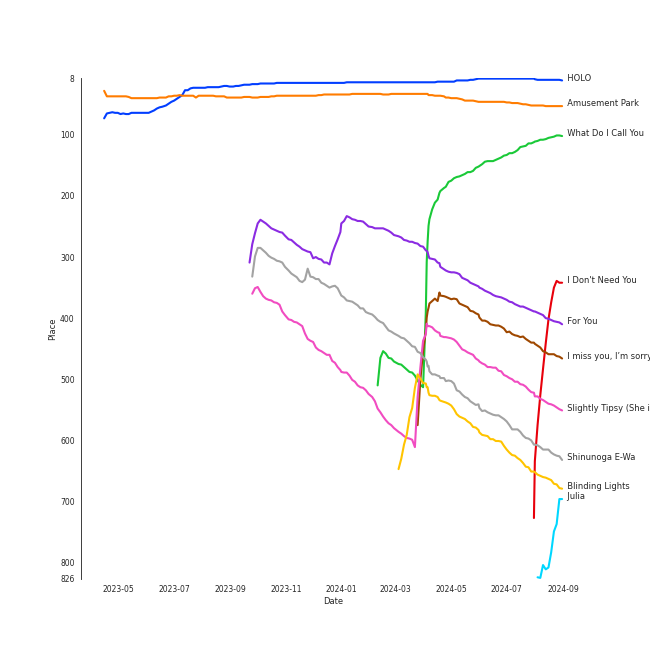 8
HOLO
Amusement Park
What Do I Call You
100
200
300
I Don't Need You
For You
400
I miss you, I'm sorry
Slightly Tipsy (She i
500
Shinunoga E-Wa
600
Blinding Lights
Julia
700
800
826
Place
2023-05
2023-07
2023-09
2023-11
2024-01
2024-03
2024-05
2024-07
2024-09
Date